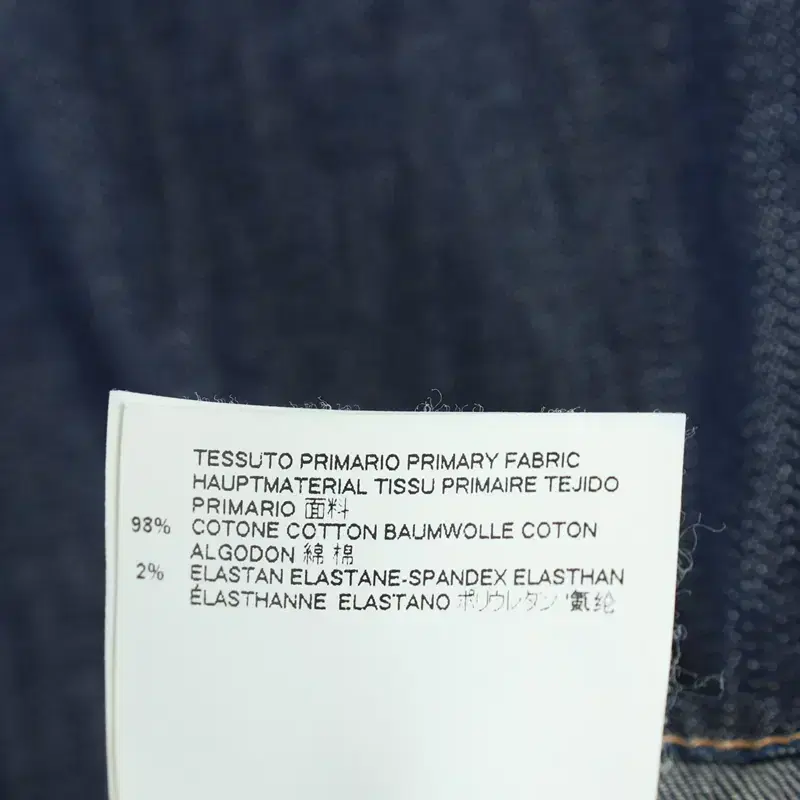 TESSUTO PRIMARIO PRIMARY FABRIC
HAUPTMATERIAL TISSU PRIMAIRE TEJIDO
PRIMARIO 面料
98% COTONE COTTON BAUMWOLLE COTON
ALGODON 綿 棉
2% ELASTAN ELASTANE-SPANDEX ELASTHAN
ÉLASTHANNE ELASTANO ポリウレタン 氨纶